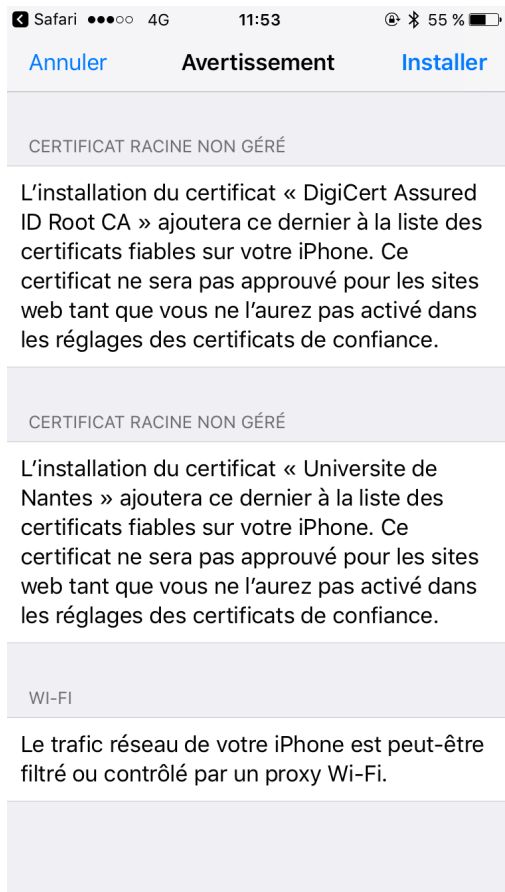 Safari 4G 11:53 55 %
Annuler Avertissement Installer
CERTIFICAT RACINE NON GÉRÉ
L’installation du certificat « DigiCert Assured
ID Root CA » ajoutera ce dernier à la liste des
certificats fiables sur votre iPhone. Ce
certificat ne sera pas approuvé pour les sites
web tant que vous ne l’aurez pas activé dans
les réglages des certificats de confiance.
CERTIFICAT RACINE NON GÉRÉ
L’installation du certificat « Universite de
Nantes » ajoutera ce dernier à la liste des
certificats fiables sur votre iPhone. Ce
certificat ne sera pas approuvé pour les sites
web tant que vous ne l’aurez pas activé dans
les réglages des certificats de confiance.
WI-FI
Le trafic réseau de votre iPhone est peut-être
filtré ou contrôlé par un proxy Wi-Fi.